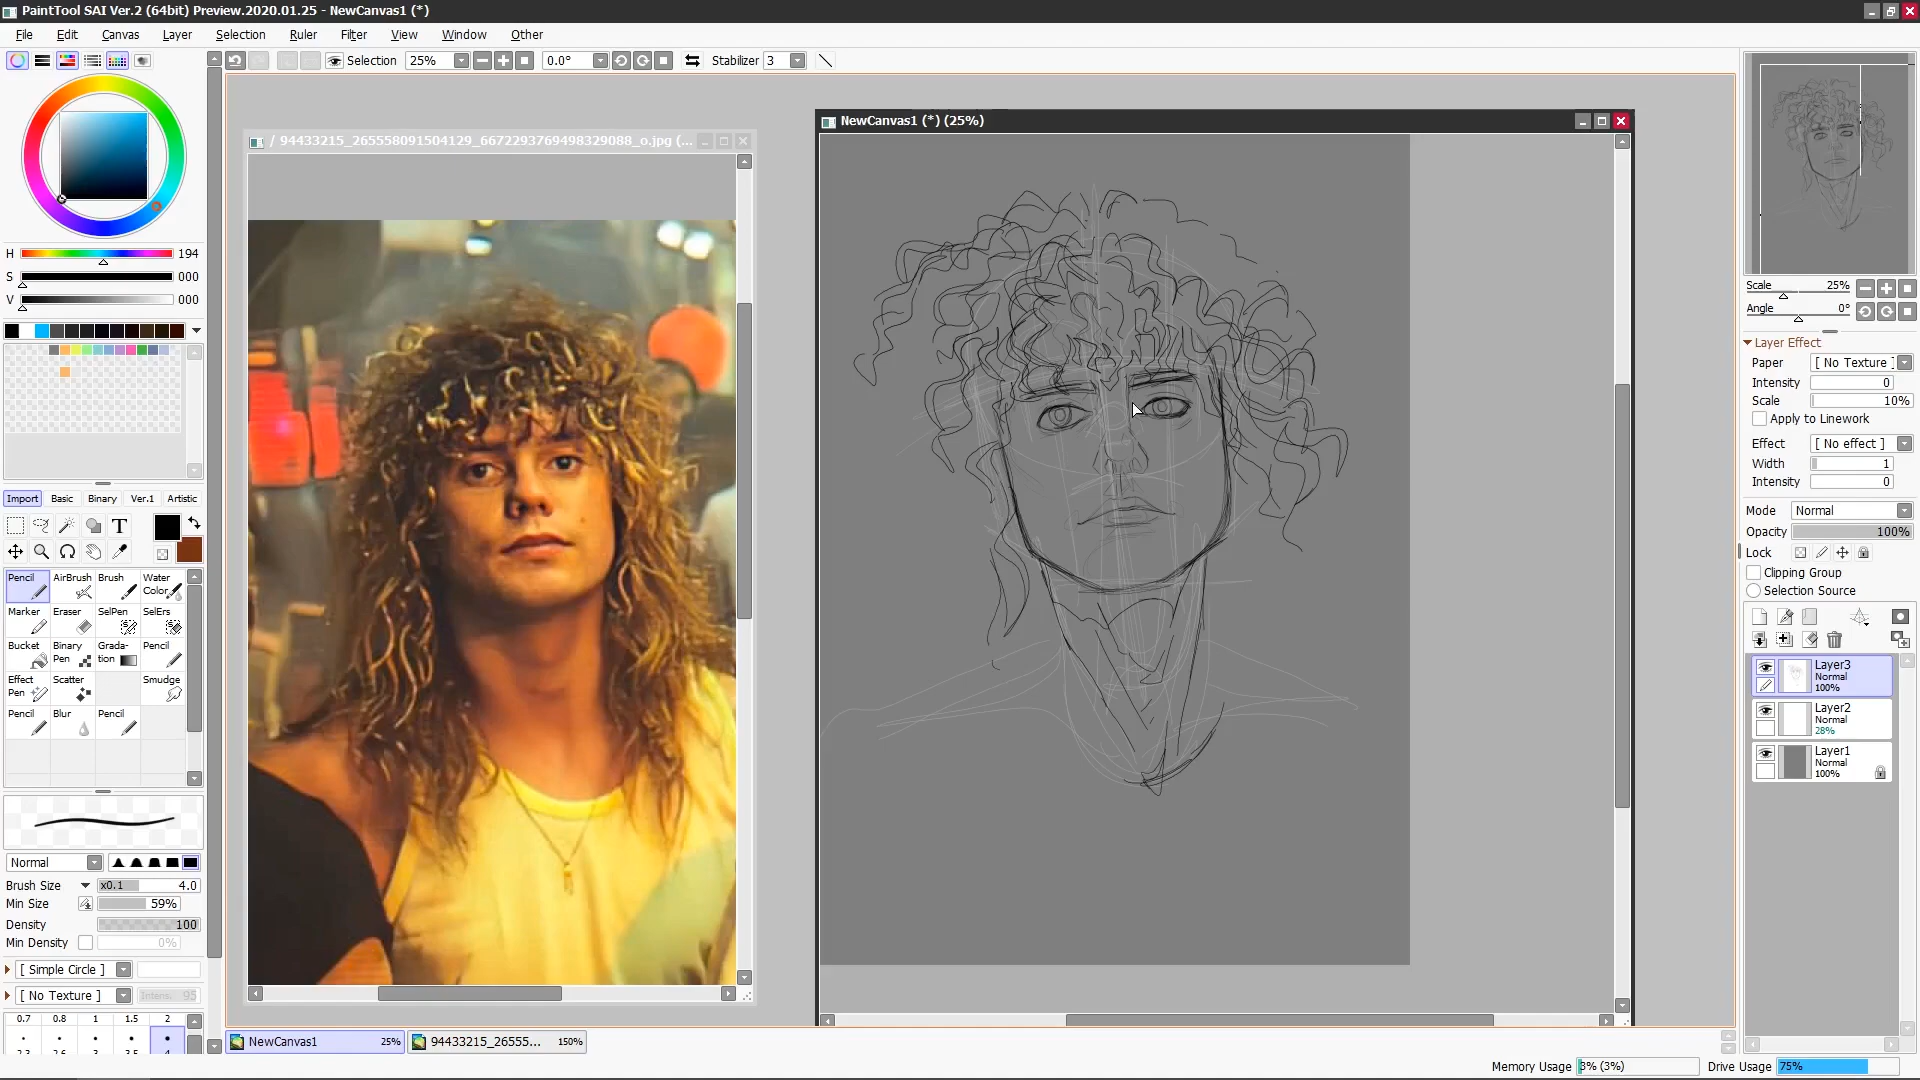 PaintTool SAI Ver.2 (64bit) Preview.2020.01.25 - NewCanvas1 (*)
File Edit Canvas Layer Selection Ruler Filter View Window Other
Selection 25% 0.0° Stabilizer 3
/ 94433215_265558091504129_6672293769498329088_o.jpg (...
NewCanvas1 (*) (25%)
H 194
S 000
V 000
Import Basic Binary Ver.1 Artistic
T
Pencil AirBrush Brush Water Color
Marker Eraser SelPen SelErs
Bucket Binary Pen Grada-tion Pencil
Effect Pen Scatter Smudge
Pencil Blur Pencil
Normal
Brush Size x0.1 4.0
Min Size 59%
Density 100
Min Density 0%
[ Simple Circle ]
[ No Texture ] Intens. 95
0.7 0.8 1 1.5 2
NewCanvas1 25%
94433215_26555... 150%
Scale 25%
Angle 0°
Layer Effect
Paper [ No Texture ]
Intensity 0
Scale 10%
Apply to Linework
Effect [ No effect ]
Width 1
Intensity 0
Mode Normal
Opacity 100%
Lock
Clipping Group
Selection Source
Layer3
Normal
100%
Layer2
Normal
28%
Layer1
Normal
100%
Memory Usage 3% (3%) Drive Usage 75%